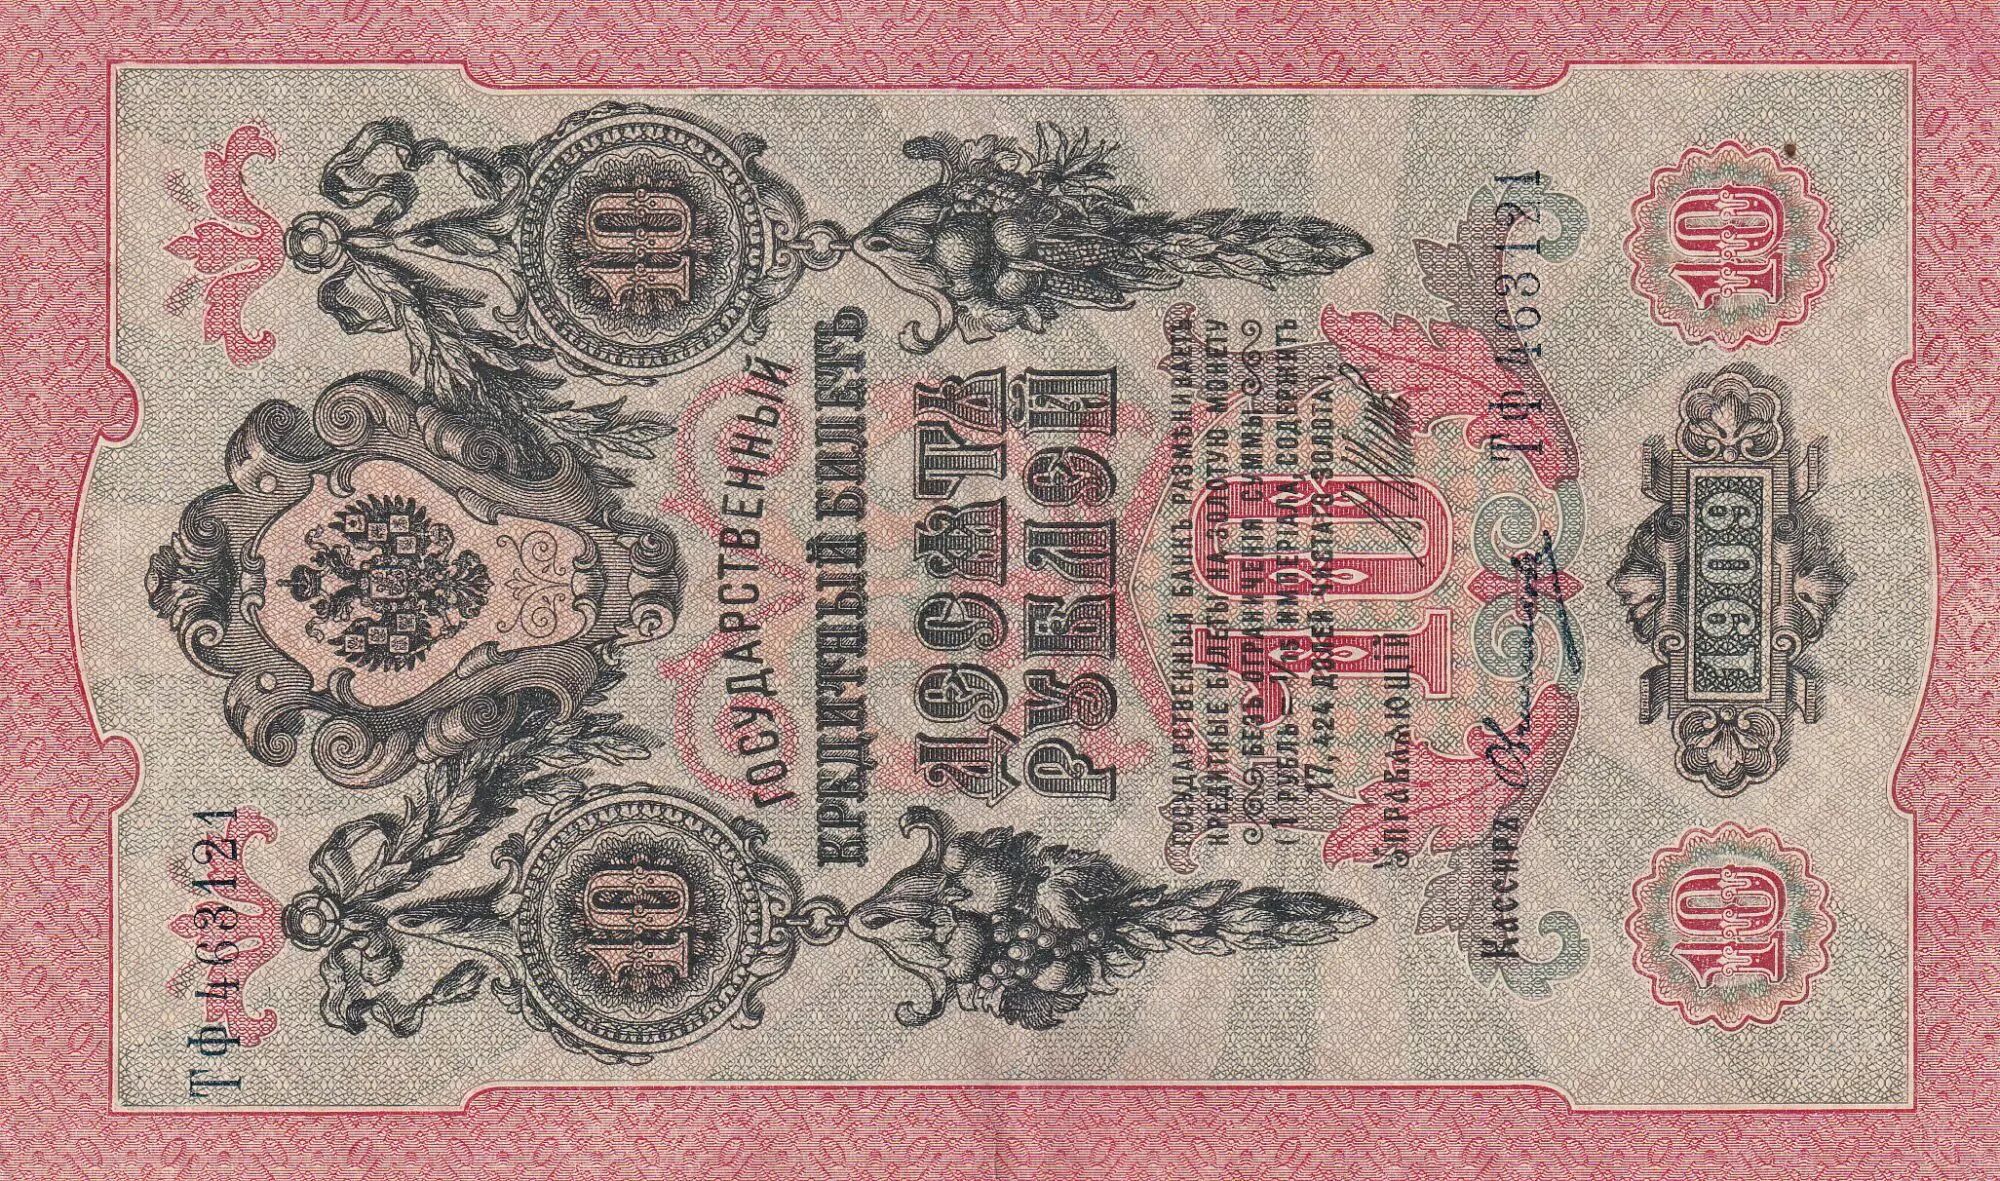 Тф 463121
10 10
ГОСУДАРСТВЕННЫЙ
КРЕДИТНЫЙ БИЛЕТЪ
ДЕСЯТЬ
РУБЛЕЙ
ГОСУДАРСТВЕННЫЙ БАНКЪ РАЗМѢНИВАЕТЪ
КРЕДИТНЫЕ БИЛЕТЫ НА ЗОЛОТУЮ МОНЕТУ
БЕЗЪ ОГРАНИЧЕНІЯ СУММЫ
(1 РУБЛЬ = 1/15 ИМПЕРІАЛА, СОДЕРЖИТЪ
17,424 ДОЛЕЙ ЧИСТАГО ЗОЛОТА)
10
Управляющій
Кассиръ
Тф 463121
10 1909 10